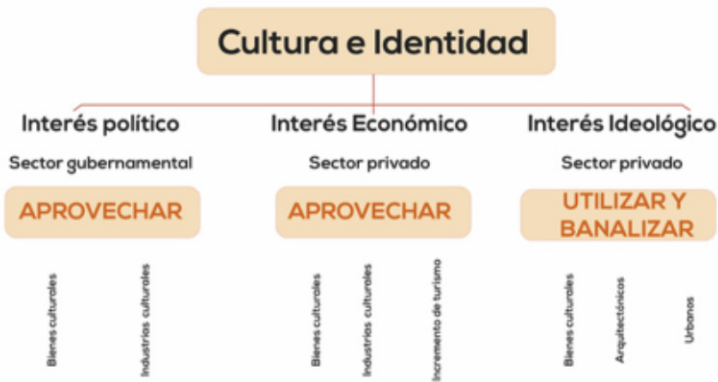 Cultura e Identidad
Interés político
Sector gubernamental
APROVECHAR
Bienes culturales
Industrias culturales
Interés Económico
Sector privado
APROVECHAR
Bienes culturales
Industrias culturales
Incremento de turismo
Interés Ideológico
Sector privado
UTILIZAR Y
BANALIZAR
Bienes culturales
Arquitectónicos
Urbanos